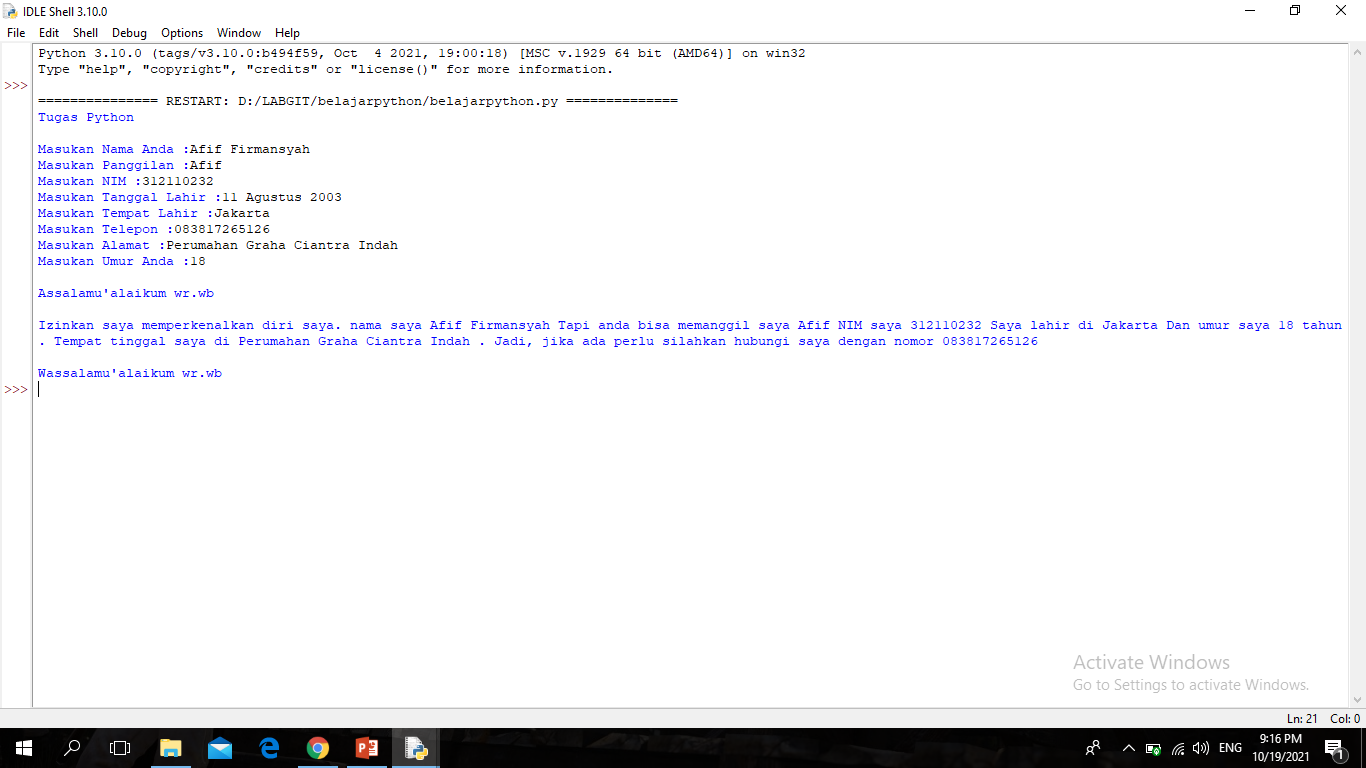 IDLE Shell 3.10.0
File Edit Shell Debug Options Window Help
Python 3.10.0 (tags/v3.10.0:b494f59, Oct  4 2021, 19:00:18) [MSC v.1929 64 bit (AMD64)] on win32
Type "help", "copyright", "credits" or "license()" for more information.
>>>
=============== RESTART: D:/LABGIT/belajarpython/belajarpython.py ==============
Tugas Python
Masukan Nama Anda :Afif Firmansyah
Masukan Panggilan :Afif
Masukan NIM :312110232
Masukan Tanggal Lahir :11 Agustus 2003
Masukan Tempat Lahir :Jakarta
Masukan Telepon :083817265126
Masukan Alamat :Perumahan Graha Ciantra Indah
Masukan Umur Anda :18
Assalamu'alaikum wr.wb
Izinkan saya memperkenalkan diri saya. nama saya Afif Firmansyah Tapi anda bisa memanggil saya Afif NIM saya 312110232 Saya lahir di Jakarta Dan umur saya 18 tahun
. Tempat tinggal saya di Perumahan Graha Ciantra Indah . Jadi, jika ada perlu silahkan hubungi saya dengan nomor 083817265126
Wassalamu'alaikum wr.wb
>>>
Activate Windows
Go to Settings to activate Windows.
Ln: 21 Col: 0
ENG
9:16 PM
10/19/2021
1